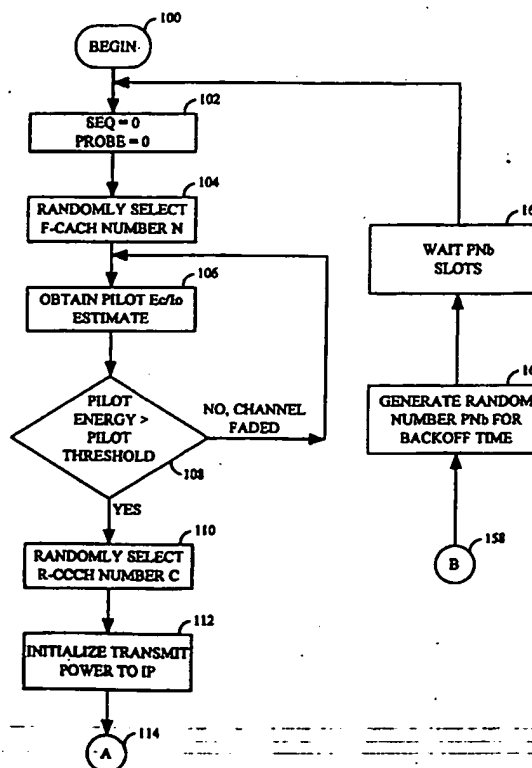 100
BEGIN
102
SEQ = 0
PROBE = 0
104
RANDOMLY SELECT
F-CACH NUMBER N
106
OBTAIN PILOT Ec/Io
ESTIMATE
PILOT
ENERGY >
PILOT
THRESHOLD
108
NO, CHANNEL
FADED
YES
110
RANDOMLY SELECT
R-CCCH NUMBER C
112
INITIALIZE TRANSMIT
POWER TO IP
114
A
WAIT PNb
SLOTS
GENERATE RANDOM
NUMBER PNb FOR
BACKOFF TIME
158
B